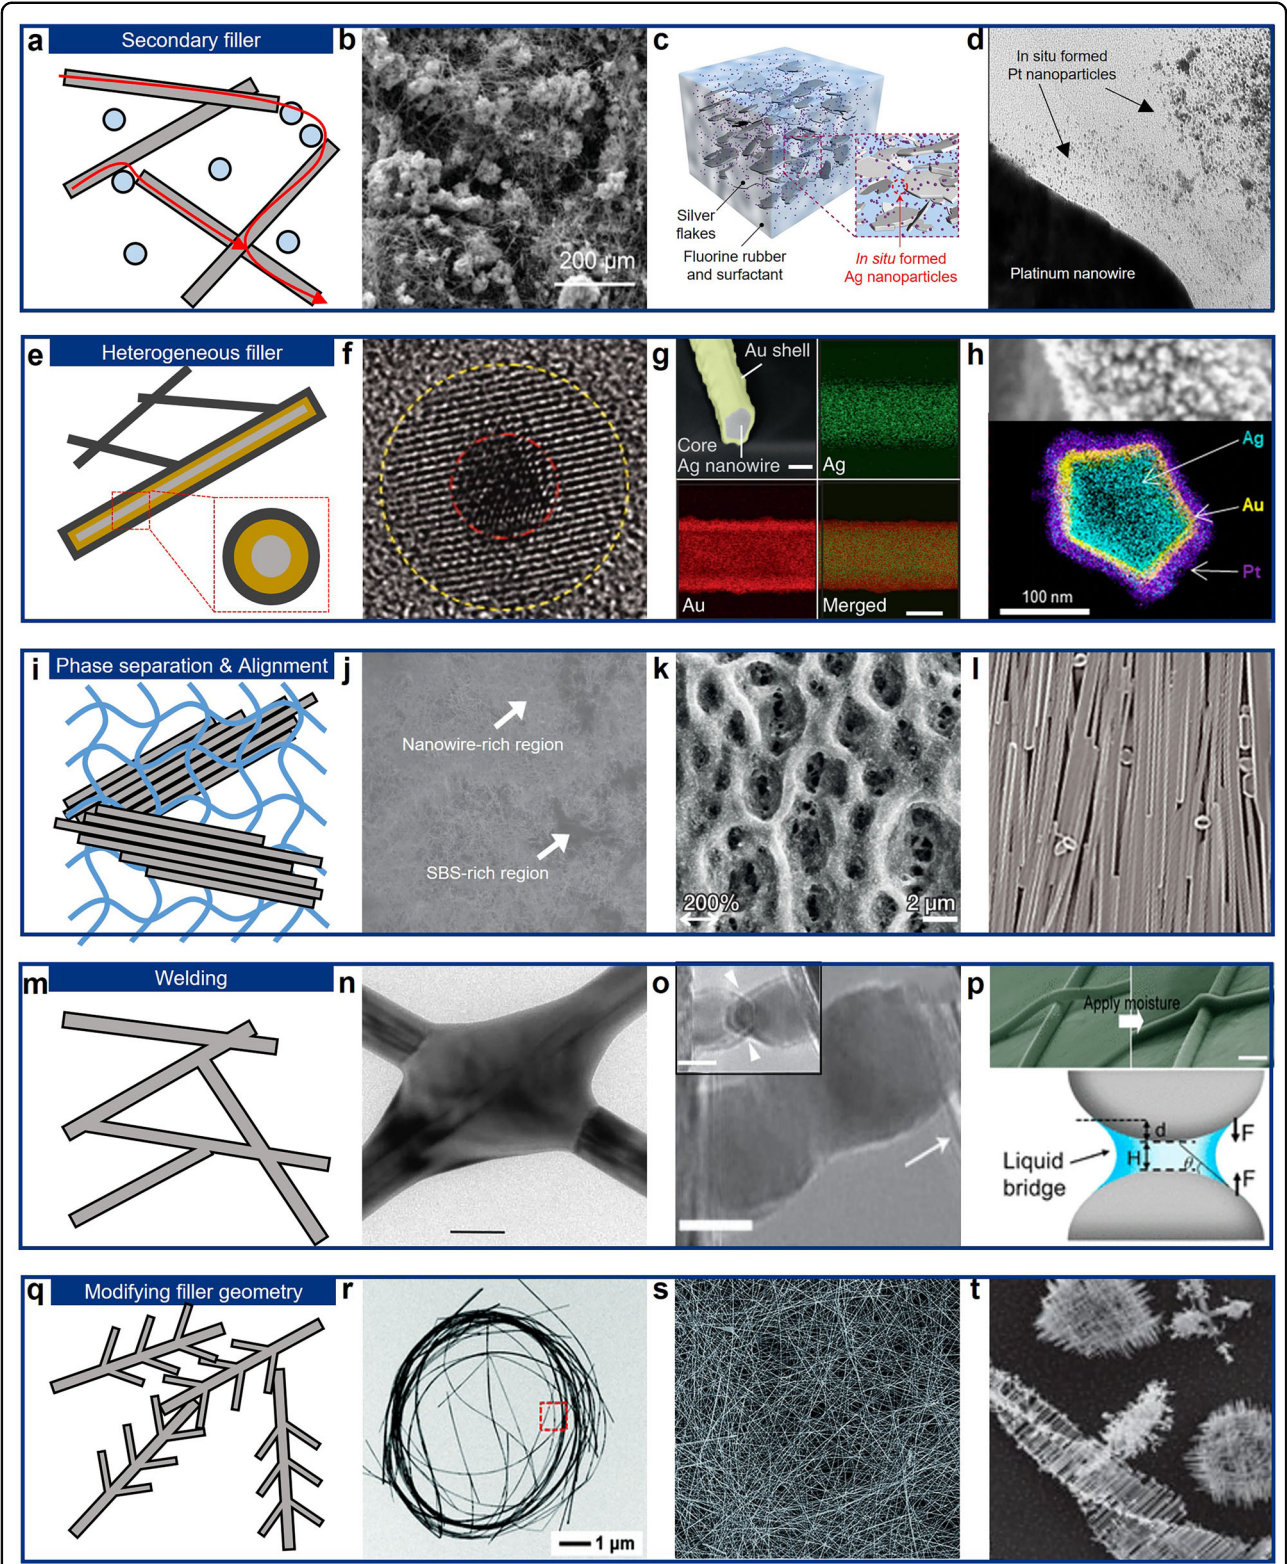 a
Secondary filler
b
200 µm
c
Silver
flakes
Fluorine rubber
and surfactant
In situ formed
Ag nanoparticles
d
In situ formed
Pt nanoparticles
Platinum nanowire
e
Heterogeneous filler
f
g
Au shell
Core
Ag nanowire
Ag
Au
Merged
h
Ag
Au
Pt
100 nm
i
Phase separation & Alignment
j
Nanowire-rich region
SBS-rich region
k
200%
2 µm
l
m
Welding
n
o
p
Apply moisture
Liquid
bridge
d
H
θ
F
F
q
Modifying filler geometry
r
1 µm
s
t